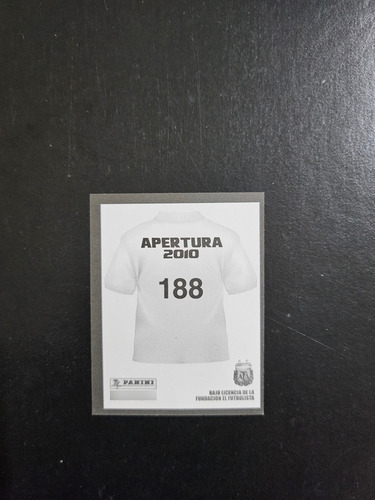 APERTURA
2010
188
PANINI
BAJO LICENCIA DE LA
FUNDACIÓN EL FUTBOLISTA